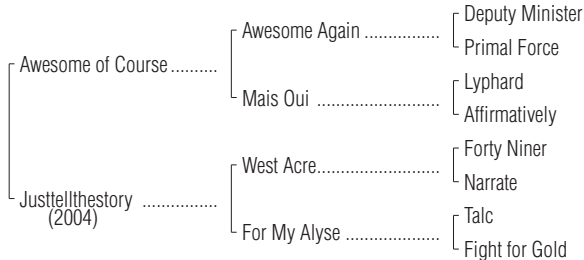 Deputy Minister
Awesome Again ................
Primal Force
Awesome of Course ..........
Lyphard
Mais Oui ..........................
Affirmatively
Forty Niner
West Acre..........................
Narrate
Justtellthestory ................
(2004)
Talc
For My Alyse ....................
Fight for Gold